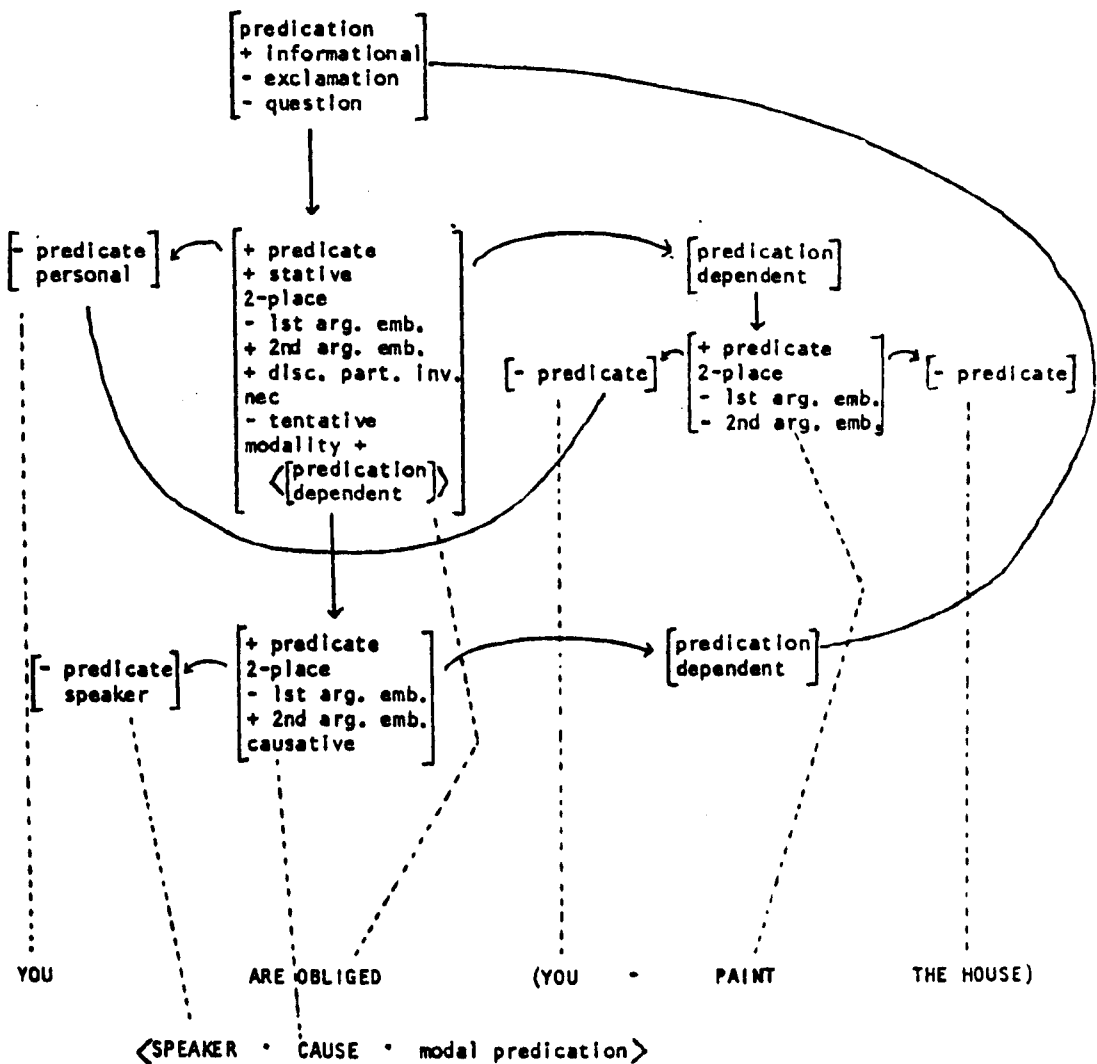 predication
+ informational
- exclamation
- question
- predicate
personal
+ predicate
+ stative
2-place
- 1st arg. emb.
+ 2nd arg. emb.
+ disc. part. inv.
nec
- tentative
modality +
<[predication
dependent]>
[predication
dependent]
[- predicate]
+ predicate
2-place
- 1st arg. emb.
- 2nd arg. emb.
[- predicate]
[- predicate
speaker]
+ predicate
2-place
- 1st arg. emb.
+ 2nd arg. emb.
causative
[predication
dependent]
YOU ARE OBLIGED (YOU - PAINT THE HOUSE)
<SPEAKER · CAUSE · modal predication>